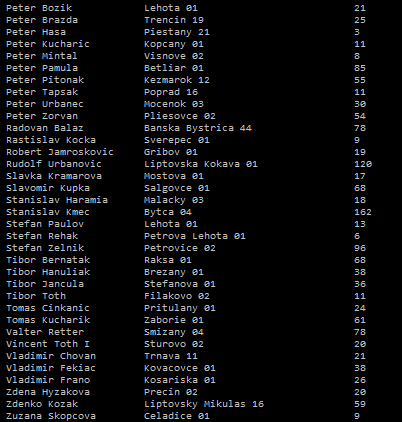 Peter Bozik Lehota 01 21
Peter Brazda Trencin 19 25
Peter Hasa Piestany 21 3
Peter Kucharic Kopcany 01 11
Peter Mintal Visnove 02 8
Peter Pamula Betliar 01 85
Peter Pitonak Kezmarok 12 55
Peter Tapsak Poprad 16 11
Peter Urbanec Mocenok 03 30
Peter Zorvan Pliesovce 02 54
Radovan Balaz Banska Bystrica 44 78
Rastislav Kocka Sverepec 01 9
Robert Jamroskovic Gribov 01 19
Rudolf Urbanovic Liptovska Kokava 01 120
Slavka Kramarova Mostova 01 17
Slavomir Kupka Salgovce 01 68
Stanislav Haramia Malacky 03 18
Stanislav Kmec Bytca 04 162
Stefan Paulov Lehota 01 13
Stefan Rehak Petrova Lehota 01 6
Stefan Zelnik Petrovice 02 96
Tibor Bernatak Raksa 01 68
Tibor Hanuliak Brezany 01 38
Tibor Jancula Stefanova 01 36
Tibor Toth Filakovo 02 11
Tomas Cinkanic Pritulany 01 24
Tomas Kucharik Zaborie 01 61
Valter Retter Smizany 04 78
Vincent Toth I Sturovo 02 20
Vladimir Chovan Trnava 11 21
Vladimir Fekiac Kovacovce 01 38
Vladimir Frano Kosariska 01 26
Zdena Hyzakova Precin 02 20
Zdenko Kozak Liptovsky Mikulas 16 59
Zuzana Skopcova Celadice 01 9